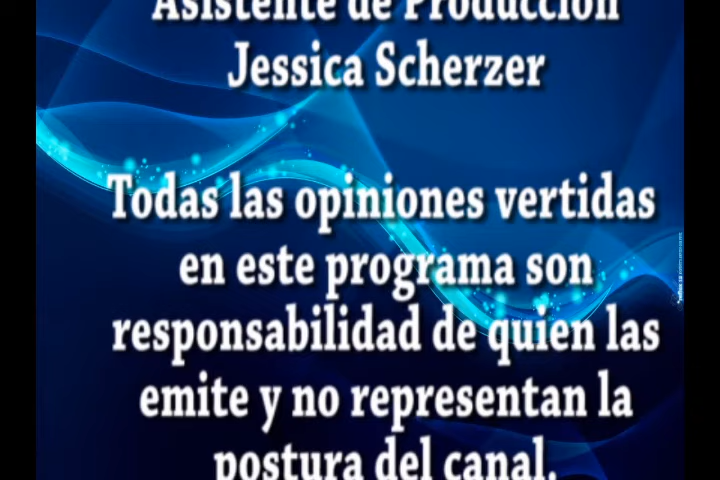 Asistente de Producción
Jessica Scherzer
Todas las opiniones vertidas
en este programa son
responsabilidad de quien las
emite y no representan la
postura del canal.